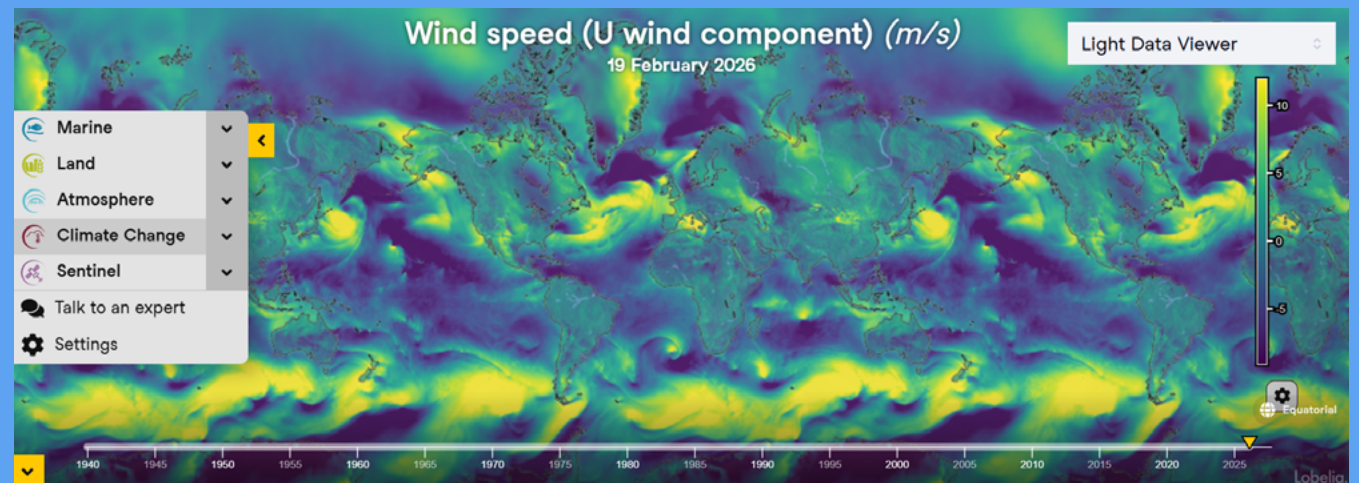 Wind speed (U wind component) (m/s)
19 February 2026
Light Data Viewer
Marine
Land
Atmosphere
Climate Change
Sentinel
Talk to an expert
Settings
10
5
0
-5
Equatorial
1940 1945 1950 1955 1960 1965 1970 1975 1980 1985 1990 1995 2000 2005 2010 2015 2020 2025
Lobelia